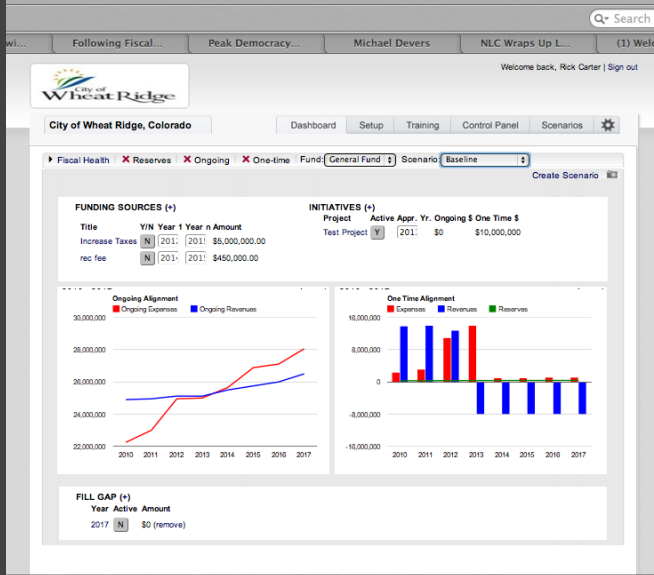 Search
Following Fiscal...
Peak Democracy...
Michael Devers
NLC Wraps Up L...
Welcome back, Rick Carter | Sign out
City of
Wheat Ridge
City of Wheat Ridge, Colorado
Dashboard Setup Training Control Panel Scenarios
Fiscal Health Reserves Ongoing One-time Fund: General Fund Scenario: Baseline
Create Scenario
FUNDING SOURCES (+)
Title Y/N Year 1 Year n Amount
Increase Taxes N $5,000,000.00
rec fee N $450,000.00
INITIATIVES (+)
Project Active Appr. Yr. Ongoing $ One Time $
Test Project Y $0 $10,000,000
Ongoing Alignment
Ongoing Expenses Ongoing Revenues
30,000,000
28,000,000
26,000,000
24,000,000
22,000,000
2010 2011 2012 2013 2014 2015 2016 2017
One Time Alignment
Expenses Revenues Reserves
16,000,000
8,000,000
0
-8,000,000
-16,000,000
2010 2011 2012 2013 2014 2015 2016 2017
FILL GAP (+)
Year Active Amount
2017 N $0 (remove)